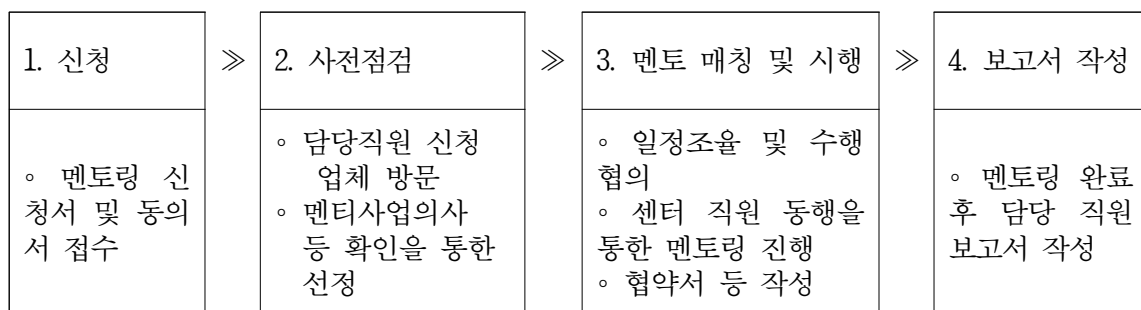 1. 신청
≫
2. 사전점검
≫
3. 멘토 매칭 및 시행
≫
4. 보고서 작성
◦ 멘토링 신
청서 및 동의
서 접수
◦ 담당직원 신청
업체 방문
◦ 멘티사업의사
등 확인을 통한
선정
◦ 일정조율 및 수행
협의
◦ 센터 직원 동행을
통한 멘토링 진행
◦ 협약서 등 작성
◦ 멘토링 완료
후 담당 직원
보고서 작성